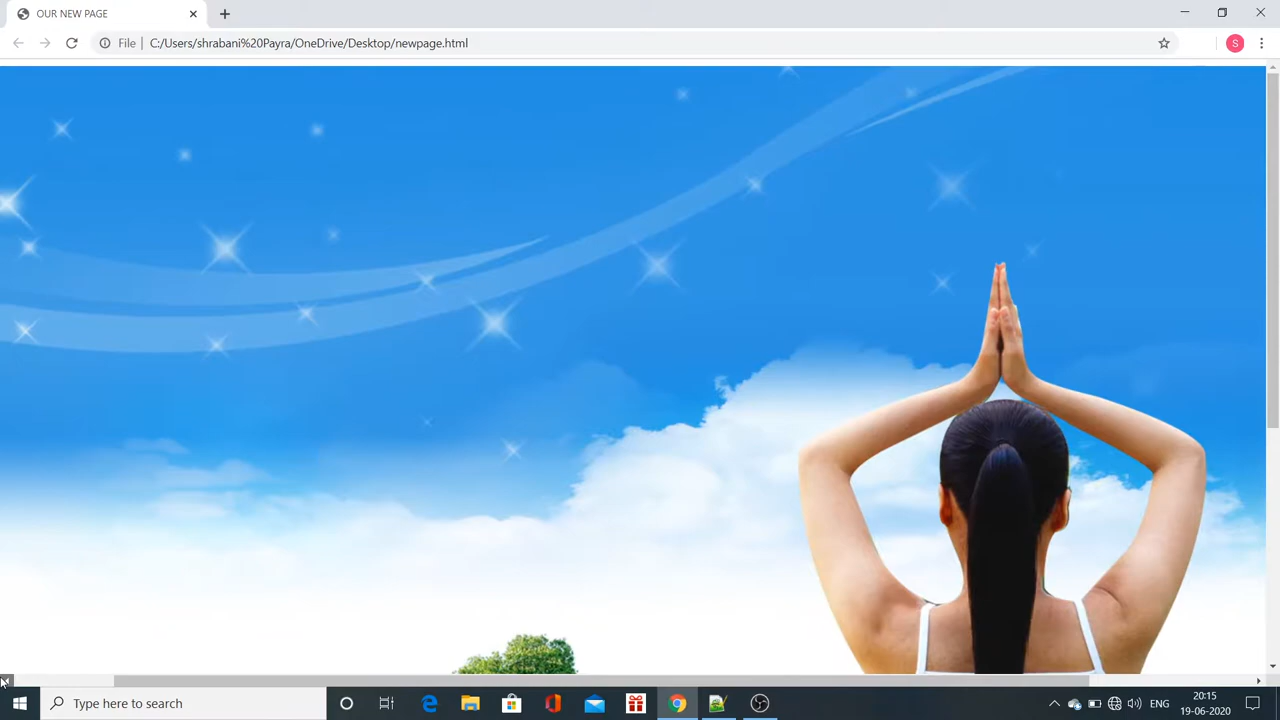 OUR NEW PAGE
File
C:/Users/shrabani%20Payra/OneDrive/Desktop/newpage.html
S
Type here to search
ENG
20:15
19-06-2020